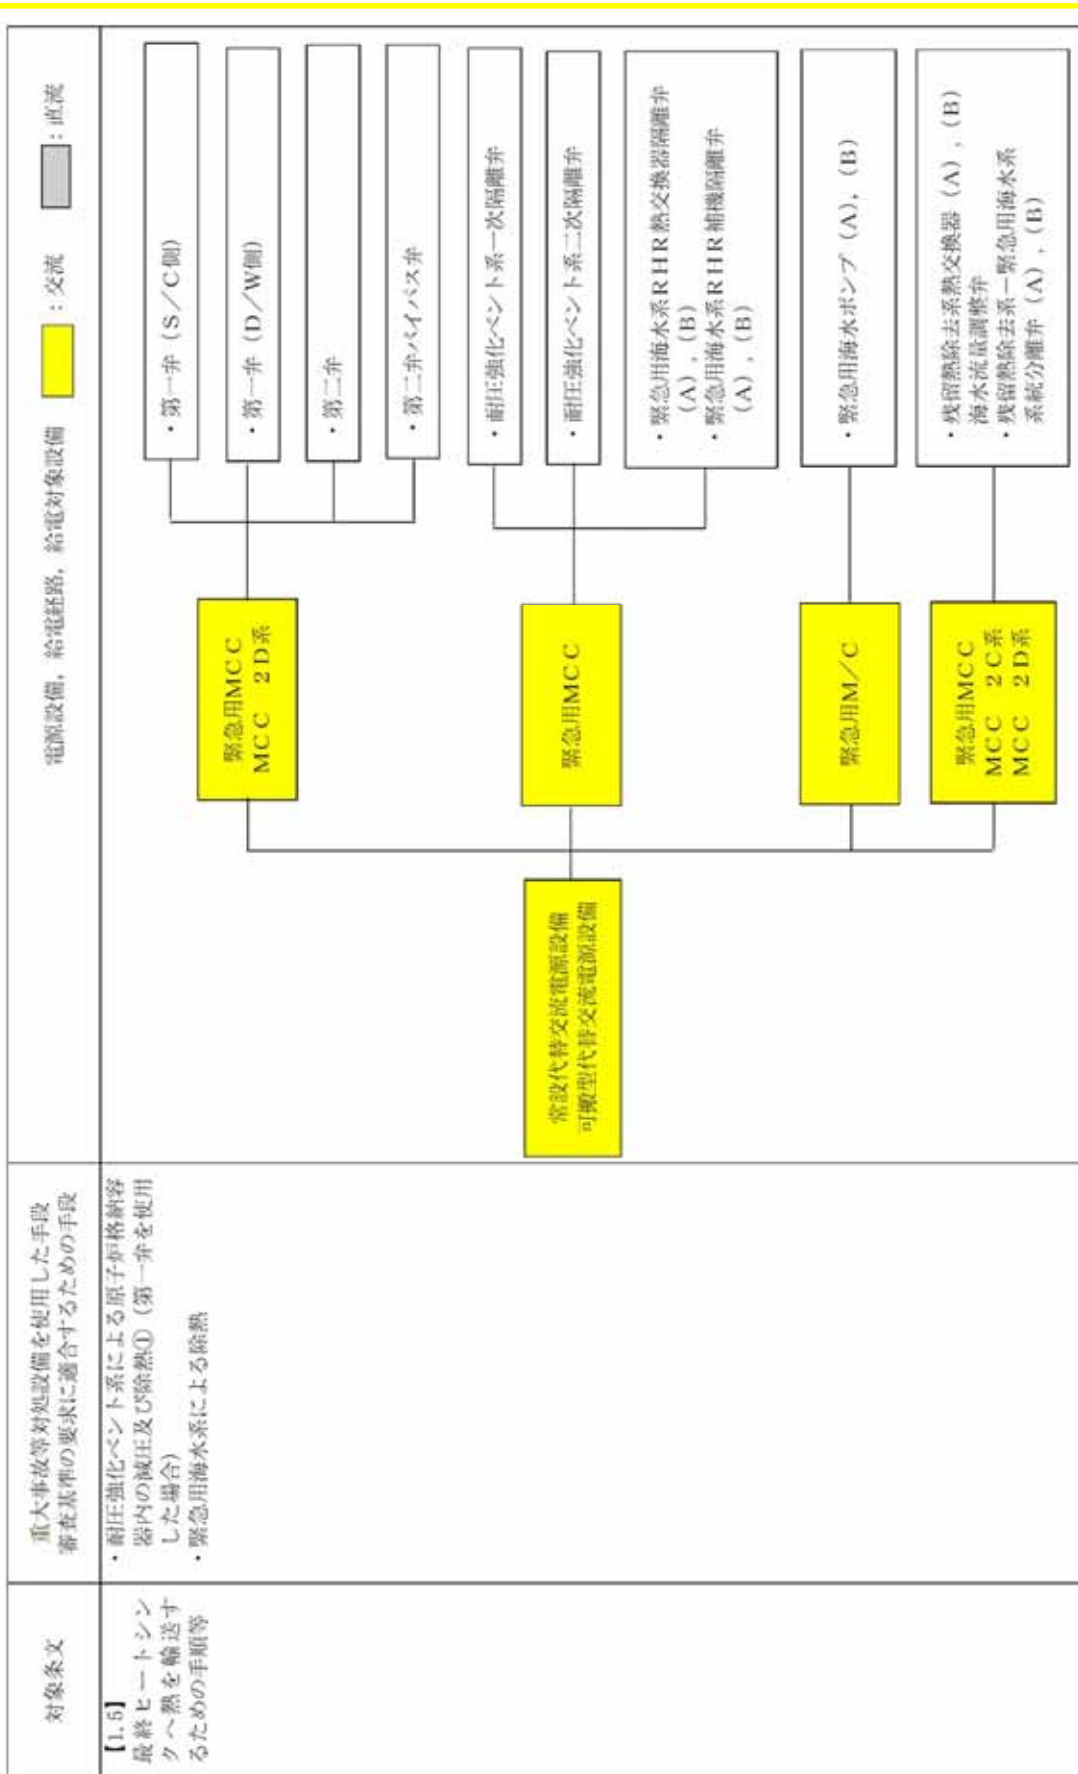 対象条文
重大事故等対処設備を使用した手段
審査基準の要求に適合するための手段
電源設備，給電経路，給電対象設備
：交流
：直流
【1.5】
最終ヒートシン
クへ熱を輸送す
るための手順等
・耐圧強化ベント系による原子炉格納容
器内の減圧及び除熱①（第一弁を使用
した場合）
・緊急用海水系による除熱
常設代替交流電源設備
可搬型代替交流電源設備
緊急用ＭＣＣ
ＭＣＣ　２Ｄ系
・第一弁（Ｓ／Ｃ側）
・第一弁（Ｄ／Ｗ側）
・第二弁
・第二弁バイパス弁
緊急用ＭＣＣ
・耐圧強化ベント系一次隔離弁
・耐圧強化ベント系二次隔離弁
・緊急用海水系ＲＨＲ熱交換器隔離弁
（Ａ），（Ｂ）
・緊急用海水系ＲＨＲ補機隔離弁
（Ａ），（Ｂ）
緊急用Ｍ／Ｃ
・緊急用海水ポンプ（Ａ），（Ｂ）
緊急用ＭＣＣ
ＭＣＣ　２Ｃ系
ＭＣＣ　２Ｄ系
・残留熱除去系熱交換器（Ａ），（Ｂ）
海水流量調整弁
・残留熱除去系－緊急用海水系
系統分離弁（Ａ），（Ｂ）